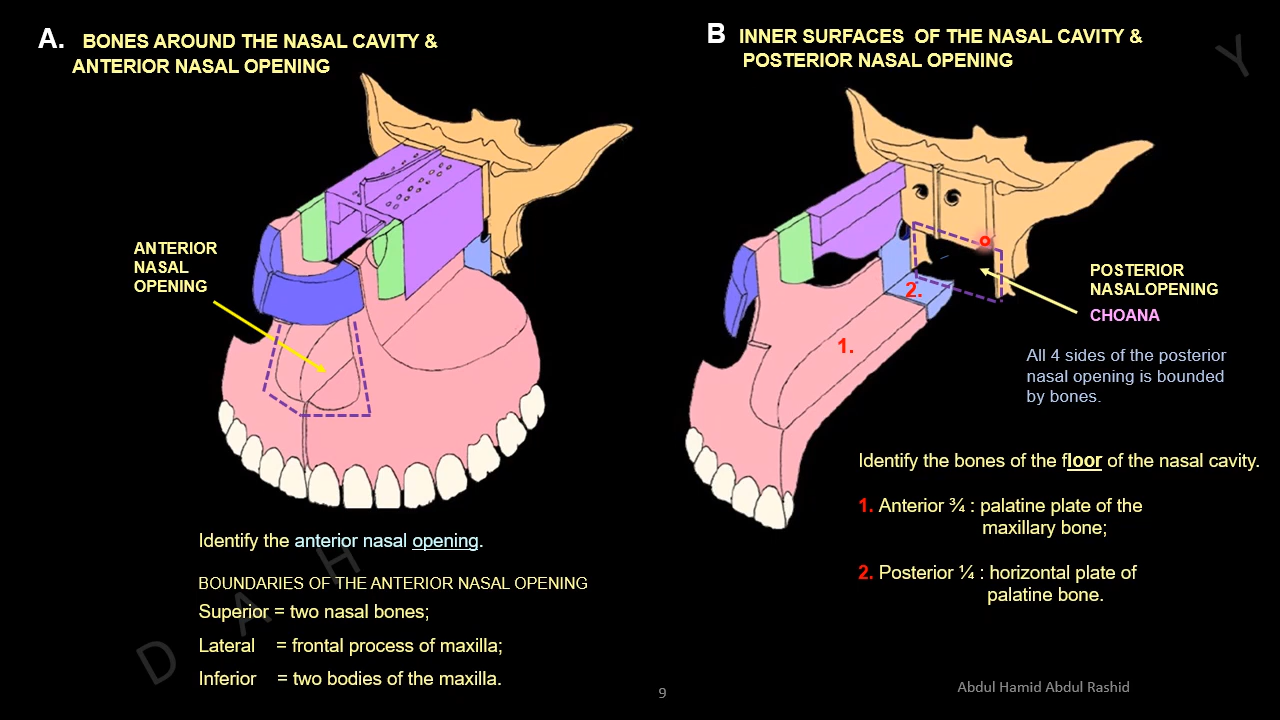 A. BONES AROUND THE NASAL CAVITY &
ANTERIOR NASAL OPENING
ANTERIOR
NASAL
OPENING
Identify the anterior nasal opening.
BOUNDARIES OF THE ANTERIOR NASAL OPENING
Superior = two nasal bones;
Lateral = frontal process of maxilla;
Inferior = two bodies of the maxilla.
B INNER SURFACES OF THE NASAL CAVITY &
POSTERIOR NASAL OPENING
2.
1.
POSTERIOR
NASALOPENING
CHOANA
All 4 sides of the posterior
nasal opening is bounded
by bones.
Identify the bones of the floor of the nasal cavity.
1. Anterior ¾ : palatine plate of the
maxillary bone;
2. Posterior ¼ : horizontal plate of
palatine bone.
9
Abdul Hamid Abdul Rashid
D A H Y